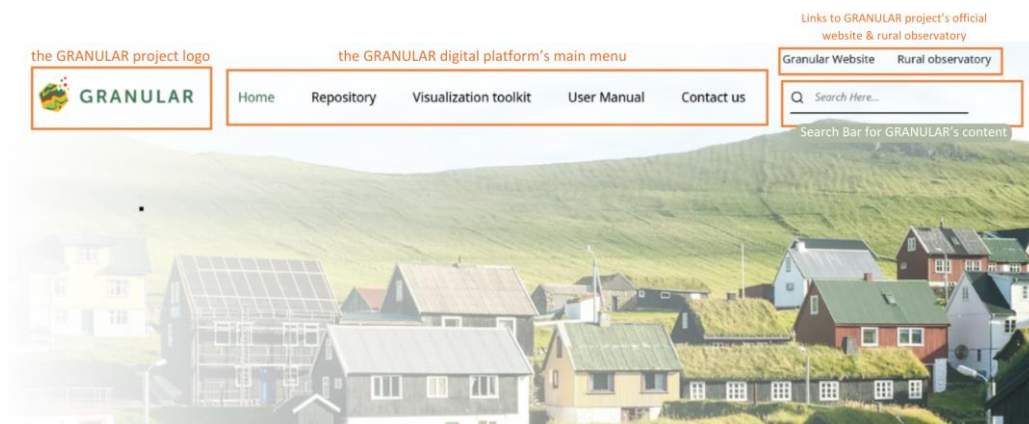 Links to GRANULAR project's official
website & rural observatory
the GRANULAR project logo
the GRANULAR digital platform's main menu
Granular Website Rural observatory
GRANULAR
Home Repository Visualization toolkit User Manual Contact us
Search Here...
Search Bar for GRANULAR's content